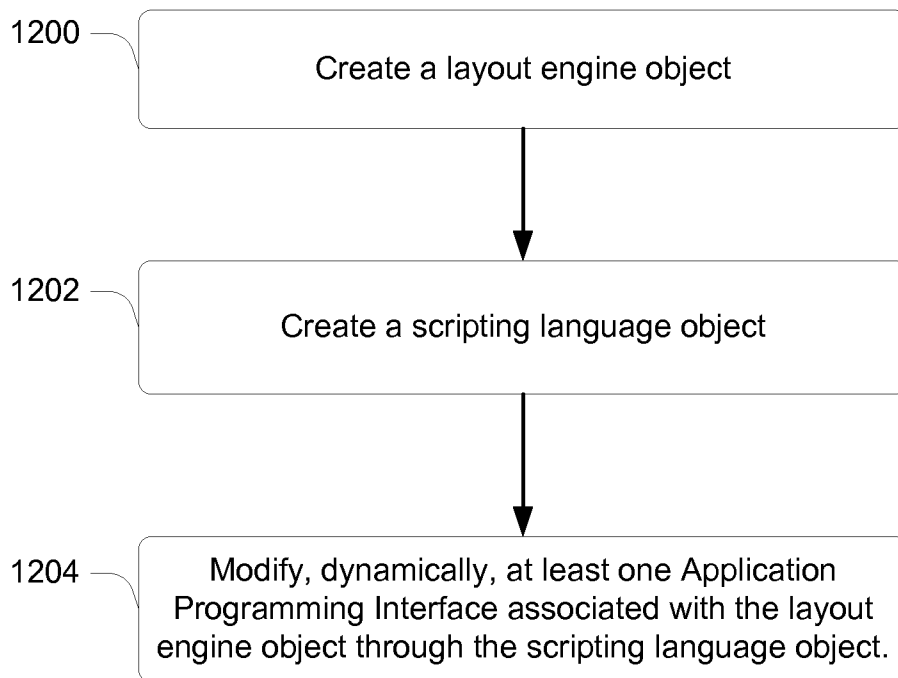 1200
Create a layout engine object
1202
Create a scripting language object
1204
Modify, dynamically, at least one Application
Programming Interface associated with the layout
engine object through the scripting language object.